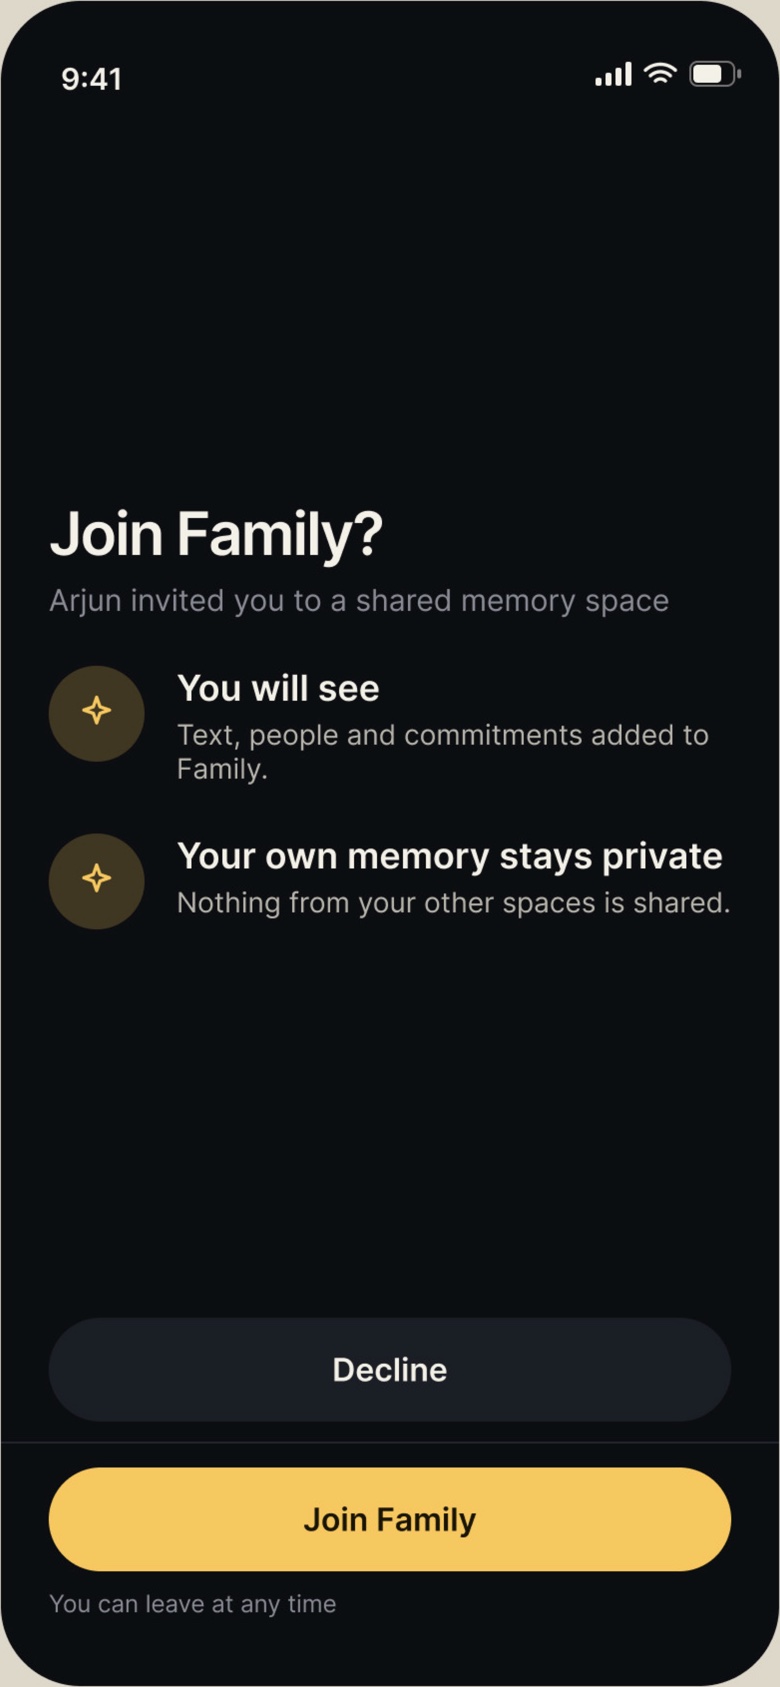 9:41
Join Family?
Arjun invited you to a shared memory space
You will see
Text, people and commitments added to
Family.
Your own memory stays private
Nothing from your other spaces is shared.
Decline
Join Family
You can leave at any time